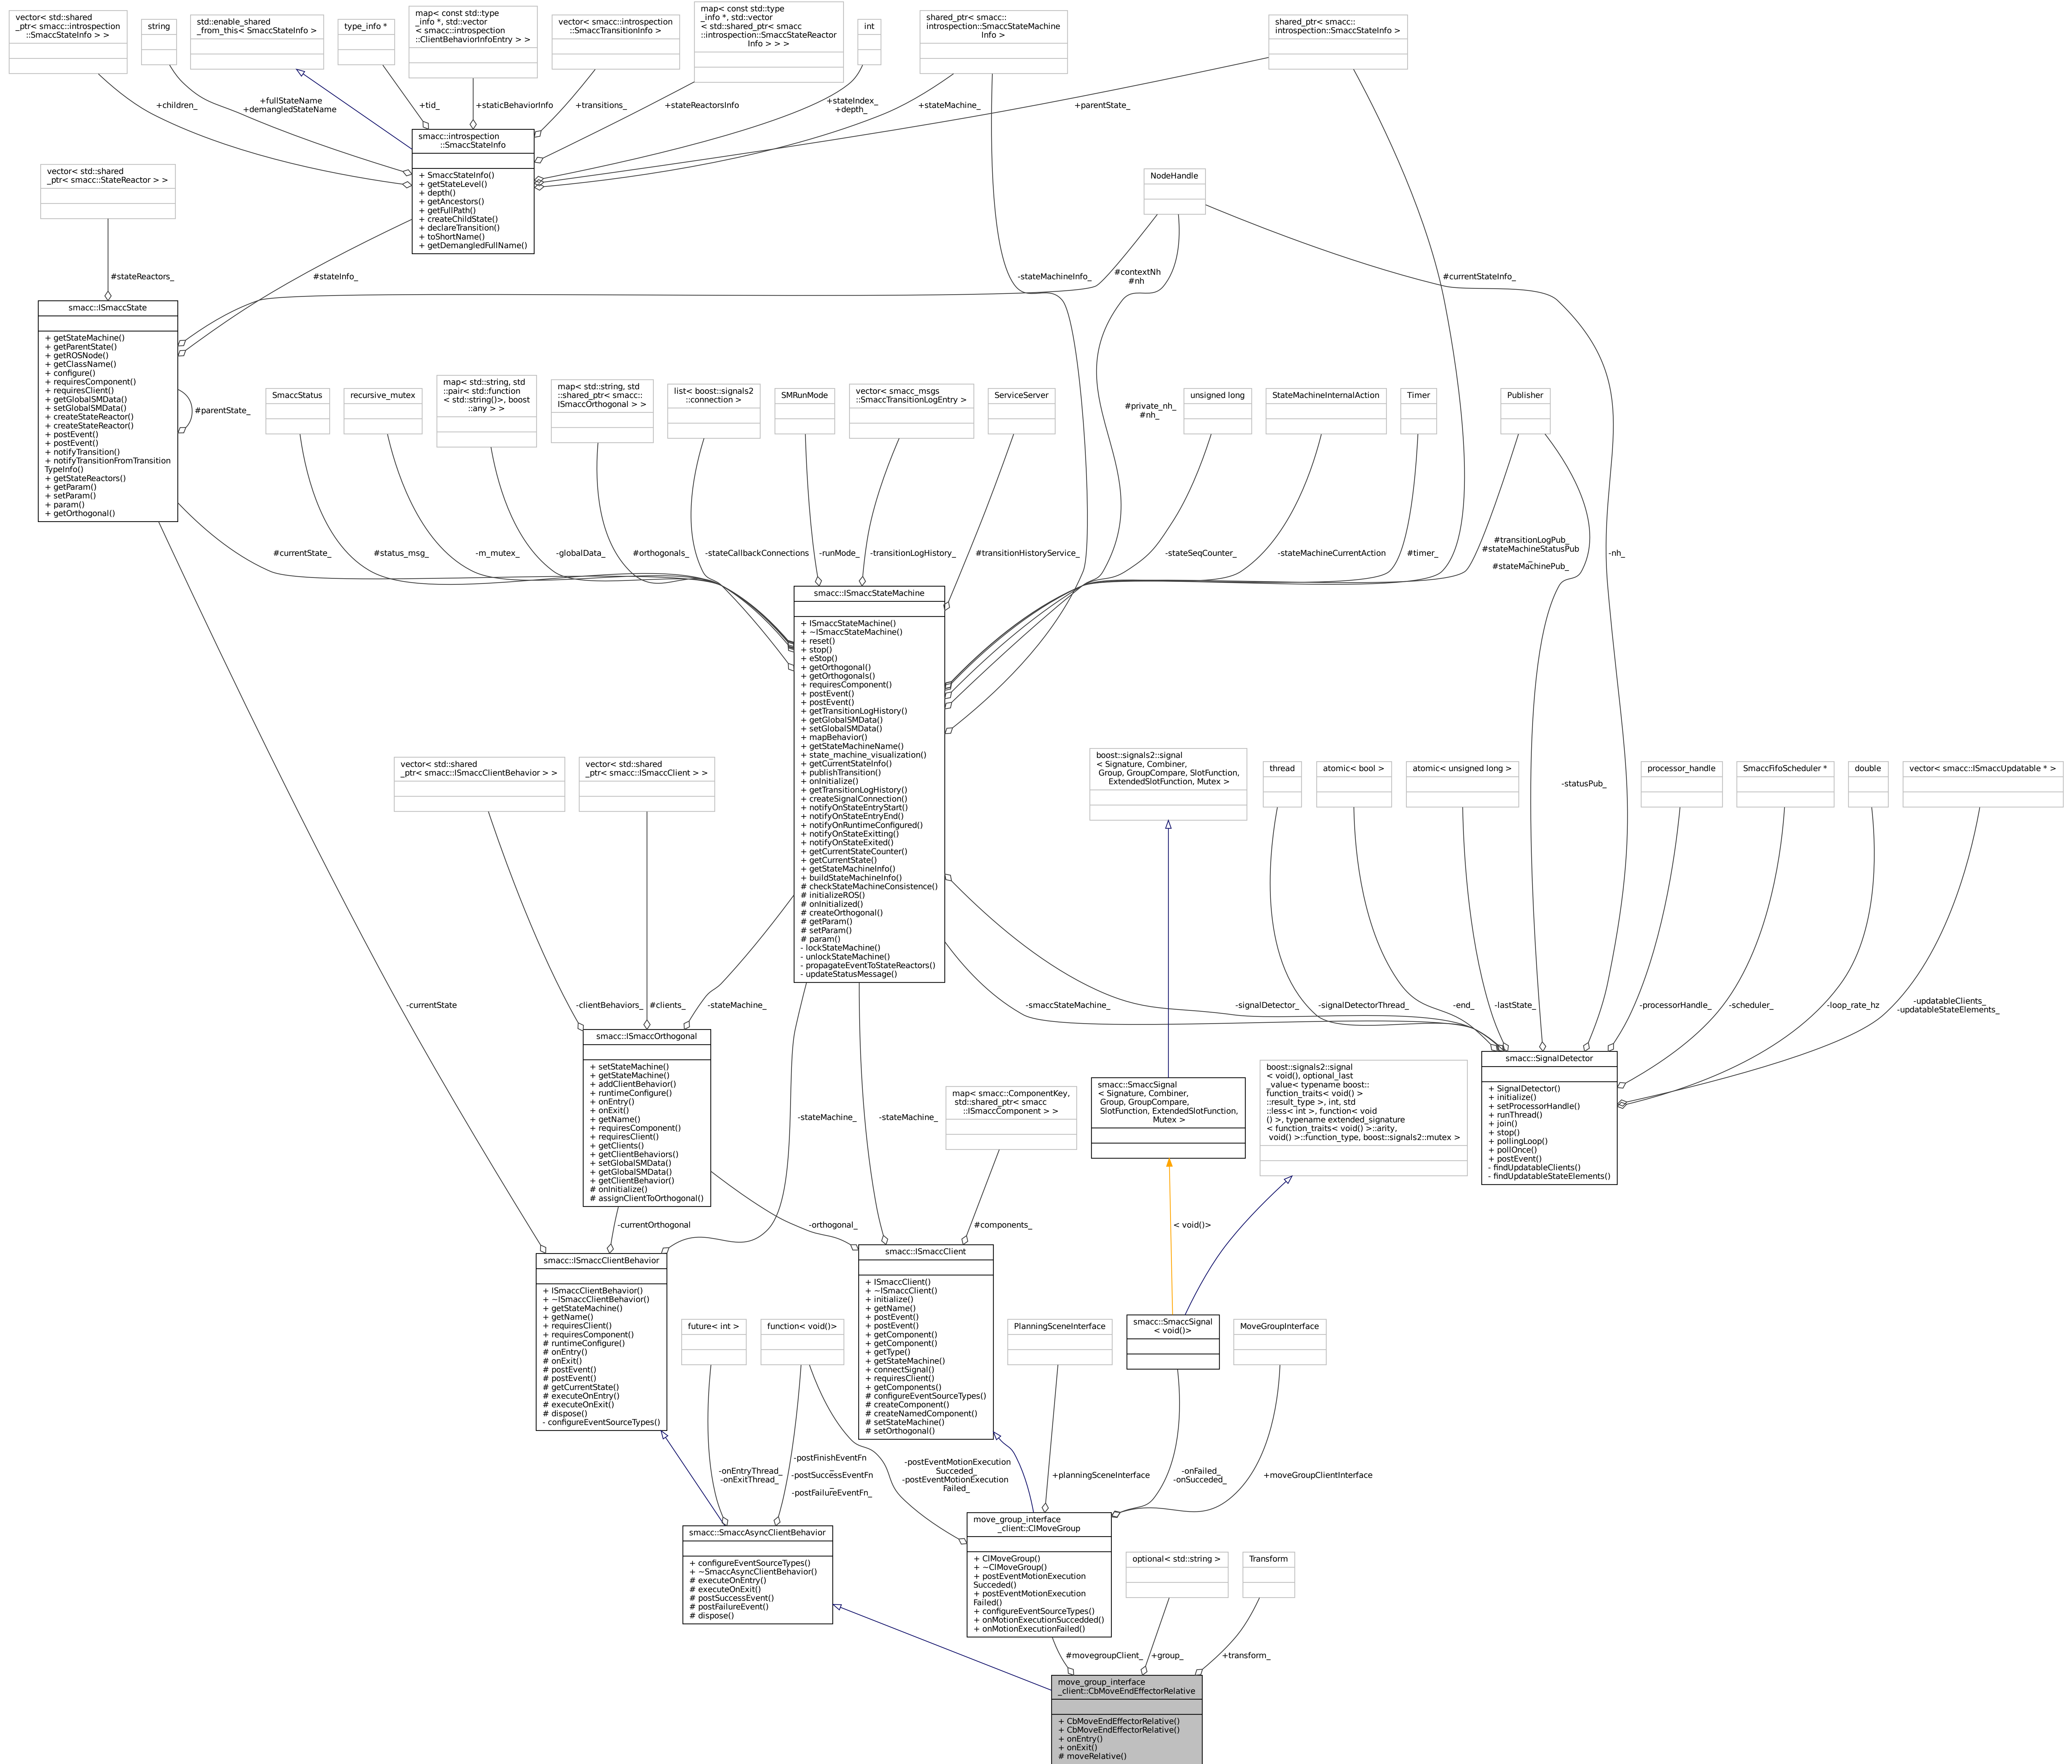 vector< std::shared
_ptr< smacc::introspection
::SmaccStateInfo > >
string
std::enable_shared
_from_this< SmaccStateInfo >
type_info *
map< const std::type
_info *, std::vector
< smacc::introspection
::ClientBehaviorInfoEntry > >
vector< smacc::introspection
::SmaccTransitionInfo >
map< const std::type
_info *, std::vector
< std::shared_ptr< smacc
::introspection::SmaccStateReactor
Info > > >
int
shared_ptr< smacc::
introspection::SmaccStateMachine
Info >
shared_ptr< smacc::
introspection::SmaccStateInfo >
+children_
+fullStateName
+demangledStateName
+tid_
+staticBehaviorInfo
+transitions_
+stateReactorsInfo
+stateIndex_
+depth_
+stateMachine_
+parentState_
smacc::introspection
::SmaccStateInfo
+ SmaccStateInfo()
+ getStateLevel()
+ depth()
+ getAncestors()
+ getFullPath()
+ createChildState()
+ declareTransition()
+ toShortName()
+ getDemangledFullName()
vector< std::shared
_ptr< smacc::StateReactor > >
NodeHandle
#stateReactors_
#stateInfo_
-stateMachineInfo_
#contextNh
#nh
#currentStateInfo_
smacc::ISmaccState
+ getStateMachine()
+ getParentState()
+ getROSNode()
+ getClassName()
+ configure()
+ requiresComponent()
+ requiresClient()
+ getGlobalSMData()
+ setGlobalSMData()
+ createStateReactor()
+ createStateReactor()
+ postEvent()
+ postEvent()
+ notifyTransition()
+ notifyTransitionFromTransition
TypeInfo()
+ getStateReactors()
+ getParam()
+ setParam()
+ param()
+ getOrthogonal()
#parentState_
SmaccStatus
recursive_mutex
map< std::string, std
::pair< std::function
< std::string()>, boost
::any > >
map< std::string, std
::shared_ptr< smacc::
ISmaccOrthogonal > >
list< boost::signals2
::connection >
SMRunMode
vector< smacc_msgs
::SmaccTransitionLogEntry >
ServiceServer
#private_nh_
#nh_
unsigned long
StateMachineInternalAction
Timer
Publisher
#currentState_
#status_msg_
-m_mutex_
-globalData_
#orthogonals_
-stateCallbackConnections
-runMode_
-transitionLogHistory_
#transitionHistoryService_
-stateSeqCounter_
-stateMachineCurrentAction
#timer_
#transitionLogPub_
#stateMachineStatusPub
_
#stateMachinePub_
-nh_
smacc::ISmaccStateMachine
+ ISmaccStateMachine()
+ ~ISmaccStateMachine()
+ reset()
+ stop()
+ eStop()
+ getOrthogonal()
+ getOrthogonals()
+ requiresComponent()
+ postEvent()
+ postEvent()
+ getTransitionLogHistory()
+ getGlobalSMData()
+ setGlobalSMData()
+ mapBehavior()
+ getStateMachineName()
+ state_machine_visualization()
+ getCurrentStateInfo()
+ publishTransition()
+ onInitialize()
+ getTransitionLogHistory()
+ createSignalConnection()
+ notifyOnStateEntryStart()
+ notifyOnStateEntryEnd()
+ notifyOnRuntimeConfigured()
+ notifyOnStateExitting()
+ notifyOnStateExited()
+ getCurrentStateCounter()
+ getCurrentState()
+ getStateMachineInfo()
+ buildStateMachineInfo()
# checkStateMachineConsistence()
# initializeROS()
# onInitialized()
# createOrthogonal()
# getParam()
# setParam()
# param()
- lockStateMachine()
- unlockStateMachine()
- propagateEventToStateReactors()
- updateStatusMessage()
vector< std::shared
_ptr< smacc::ISmaccClientBehavior > >
vector< std::shared
_ptr< smacc::ISmaccClient > >
boost::signals2::signal
< Signature, Combiner,
Group, GroupCompare, SlotFunction,
ExtendedSlotFunction, Mutex >
thread
atomic< bool >
atomic< unsigned long >
-statusPub_
processor_handle
SmaccFifoScheduler *
double
vector< smacc::ISmaccUpdatable * >
-currentState
-clientBehaviors_
#clients_
-stateMachine_
-smaccStateMachine_
-signalDetector_
-signalDetectorThread_
-end_
-lastState_
-processorHandle_
-scheduler_
-loop_rate_hz
-updatableClients_
-updatableStateElements_
smacc::ISmaccOrthogonal
+ setStateMachine()
+ getStateMachine()
+ addClientBehavior()
+ runtimeConfigure()
+ onEntry()
+ onExit()
+ getName()
+ requiresComponent()
+ requiresClient()
+ getClients()
+ getClientBehaviors()
+ setGlobalSMData()
+ getGlobalSMData()
+ getClientBehavior()
# onInitialize()
# assignClientToOrthogonal()
smacc::SignalDetector
+ SignalDetector()
+ initialize()
+ setProcessorHandle()
+ runThread()
+ join()
+ stop()
+ pollingLoop()
+ pollOnce()
+ postEvent()
- findUpdatableClients()
- findUpdatableStateElements()
-stateMachine_
-stateMachine_
map< smacc::ComponentKey,
std::shared_ptr< smacc
::ISmaccComponent > >
smacc::SmaccSignal
< Signature, Combiner,
Group, GroupCompare,
SlotFunction, ExtendedSlotFunction,
Mutex >
boost::signals2::signal
< void(), optional_last
_value< typename boost::
function_traits< void() >
::result_type >, int, std
::less< int >, function< void
() >, typename extended_signature
< function_traits< void() >::arity,
void() >::function_type, boost::signals2::mutex >
-currentOrthogonal
-orthogonal_
#components_
< void()>
smacc::ISmaccClientBehavior
+ ISmaccClientBehavior()
+ ~ISmaccClientBehavior()
+ getStateMachine()
+ getName()
+ requiresClient()
+ requiresComponent()
# runtimeConfigure()
# onEntry()
# onExit()
# postEvent()
# postEvent()
# getCurrentState()
# executeOnEntry()
# executeOnExit()
# dispose()
- configureEventSourceTypes()
smacc::ISmaccClient
+ ISmaccClient()
+ ~ISmaccClient()
+ initialize()
+ getName()
+ postEvent()
+ postEvent()
+ getComponent()
+ getComponent()
+ getType()
+ getStateMachine()
+ connectSignal()
+ requiresClient()
+ getComponents()
# configureEventSourceTypes()
# createComponent()
# createNamedComponent()
# setStateMachine()
# setOrthogonal()
future< int >
function< void()>
PlanningSceneInterface
smacc::SmaccSignal
< void()>
MoveGroupInterface
-onEntryThread_
-onExitThread_
-postFinishEventFn
_
-postSuccessEventFn
_
-postFailureEventFn_
-postEventMotionExecution
Succeded_
-postEventMotionExecution
Failed_
+planningSceneInterface
-onFailed_
-onSucceded_
+moveGroupClientInterface
smacc::SmaccAsyncClientBehavior
+ configureEventSourceTypes()
+ ~SmaccAsyncClientBehavior()
# executeOnEntry()
# executeOnExit()
# postSuccessEvent()
# postFailureEvent()
# dispose()
move_group_interface
_client::ClMoveGroup
+ ClMoveGroup()
+ ~ClMoveGroup()
+ postEventMotionExecution
Succeded()
+ postEventMotionExecution
Failed()
+ configureEventSourceTypes()
+ onMotionExecutionSuccedded()
+ onMotionExecutionFailed()
optional< std::string >
Transform
#movegroupClient_
+group_
+transform_
move_group_interface
_client::CbMoveEndEffectorRelative
+ CbMoveEndEffectorRelative()
+ CbMoveEndEffectorRelative()
+ onEntry()
+ onExit()
# moveRelative()